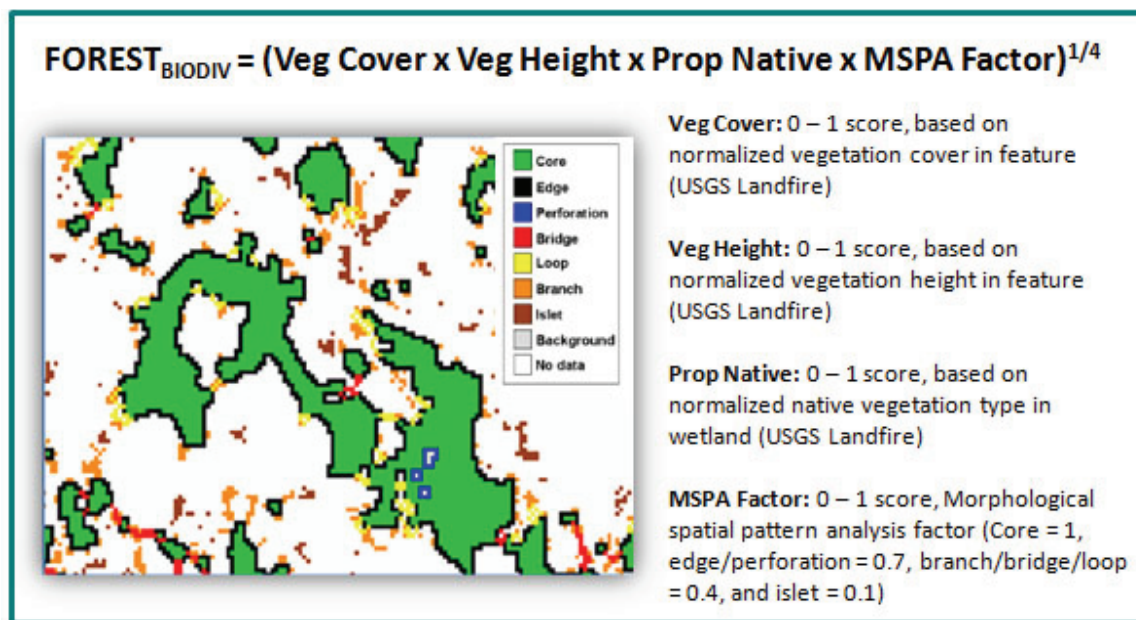 FOREST_BIODIV = (Veg Cover x Veg Height x Prop Native x MSPA Factor)^1/4
Core
Edge
Perforation
Bridge
Loop
Branch
Islet
Background
No data
Veg Cover: 0 – 1 score, based on
normalized vegetation cover in feature
(USGS Landfire)
Veg Height: 0 – 1 score, based on
normalized vegetation height in feature
(USGS Landfire)
Prop Native: 0 – 1 score, based on
normalized native vegetation type in
wetland (USGS Landfire)
MSPA Factor: 0 – 1 score, Morphological
spatial pattern analysis factor (Core = 1,
edge/perforation = 0.7, branch/bridge/loop
= 0.4, and islet = 0.1)